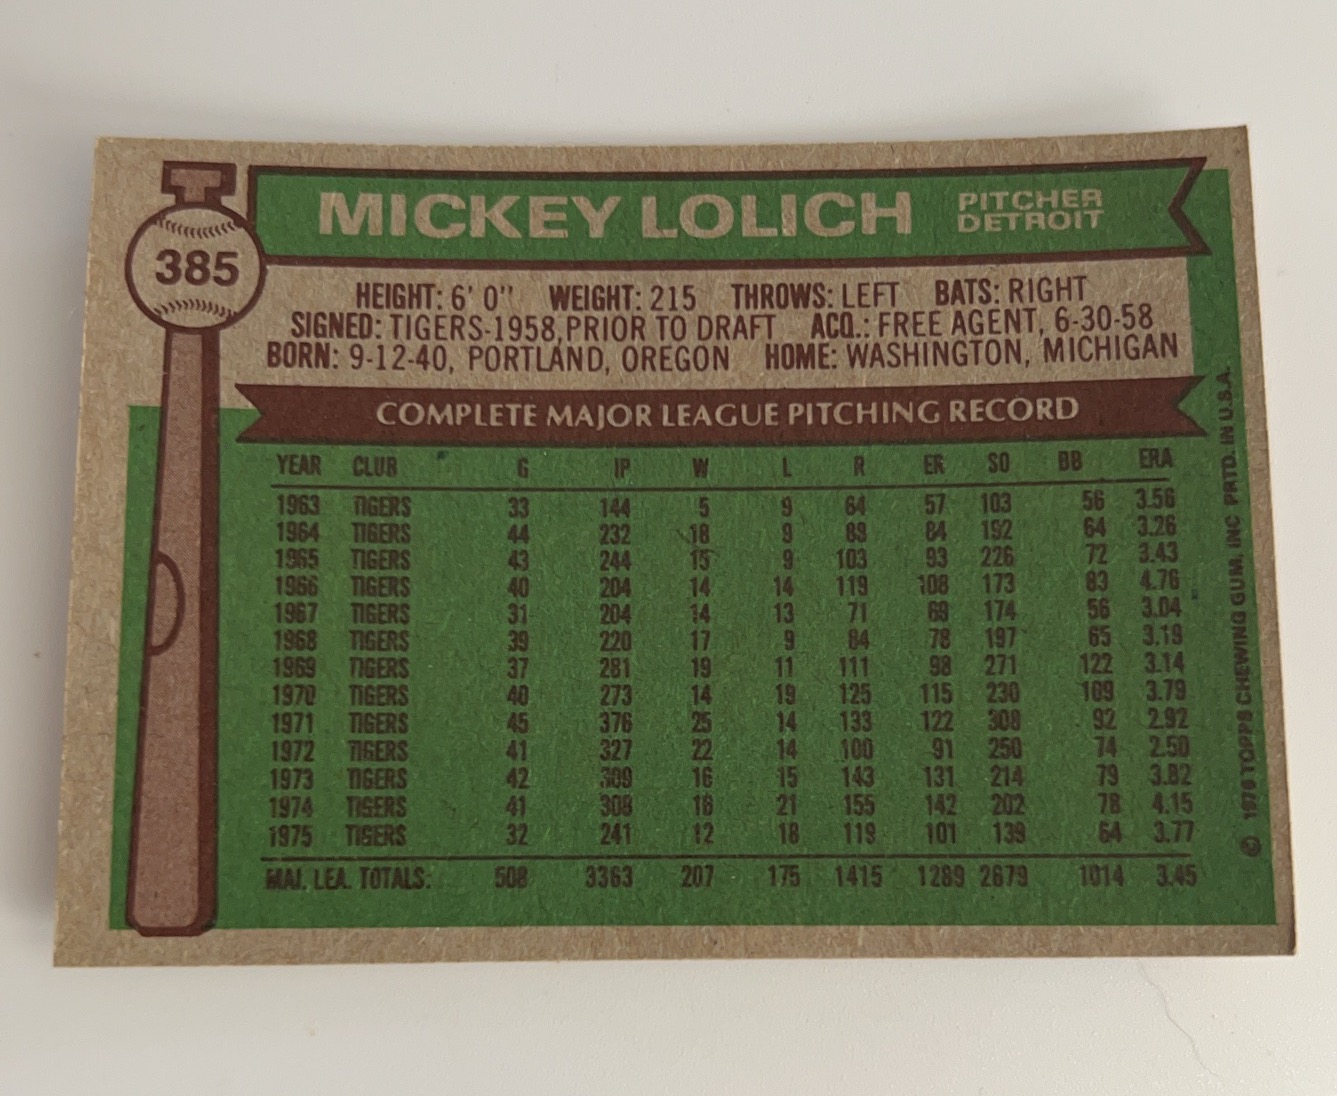 385
MICKEY LOLICH PITCHER
DETROIT
HEIGHT: 6' 0" WEIGHT: 215 THROWS: LEFT BATS: RIGHT
SIGNED: TIGERS-1958, PRIOR TO DRAFT ACQ.: FREE AGENT, 6-30-58
BORN: 9-12-40, PORTLAND, OREGON HOME: WASHINGTON, MICHIGAN
COMPLETE MAJOR LEAGUE PITCHING RECORD
YEAR CLUB G IP W L R ER SO BB ERA
1963 TIGERS 33 144 5 9 64 57 103 56 3.56
1964 TIGERS 44 232 18 9 88 84 192 64 3.26
1965 TIGERS 43 244 15 9 103 93 226 72 3.43
1966 TIGERS 40 204 14 14 119 108 173 83 4.76
1967 TIGERS 31 204 14 13 71 69 174 56 3.04
1968 TIGERS 39 220 17 9 84 78 197 65 3.19
1969 TIGERS 37 281 19 11 111 98 271 122 3.14
1970 TIGERS 40 273 14 19 125 115 230 109 3.79
1971 TIGERS 45 376 25 14 133 122 308 92 2.92
1972 TIGERS 41 327 22 14 100 91 250 74 2.50
1973 TIGERS 42 309 16 15 143 131 214 79 3.82
1974 TIGERS 41 308 16 21 155 142 202 78 4.15
1975 TIGERS 32 241 12 18 119 101 139 64 3.77
MAJ. LEA. TOTALS: 508 3363 207 175 1415 1289 2679 1014 3.45
© 1976 TOPPS CHEWING GUM, INC PRTD. IN U.S.A.